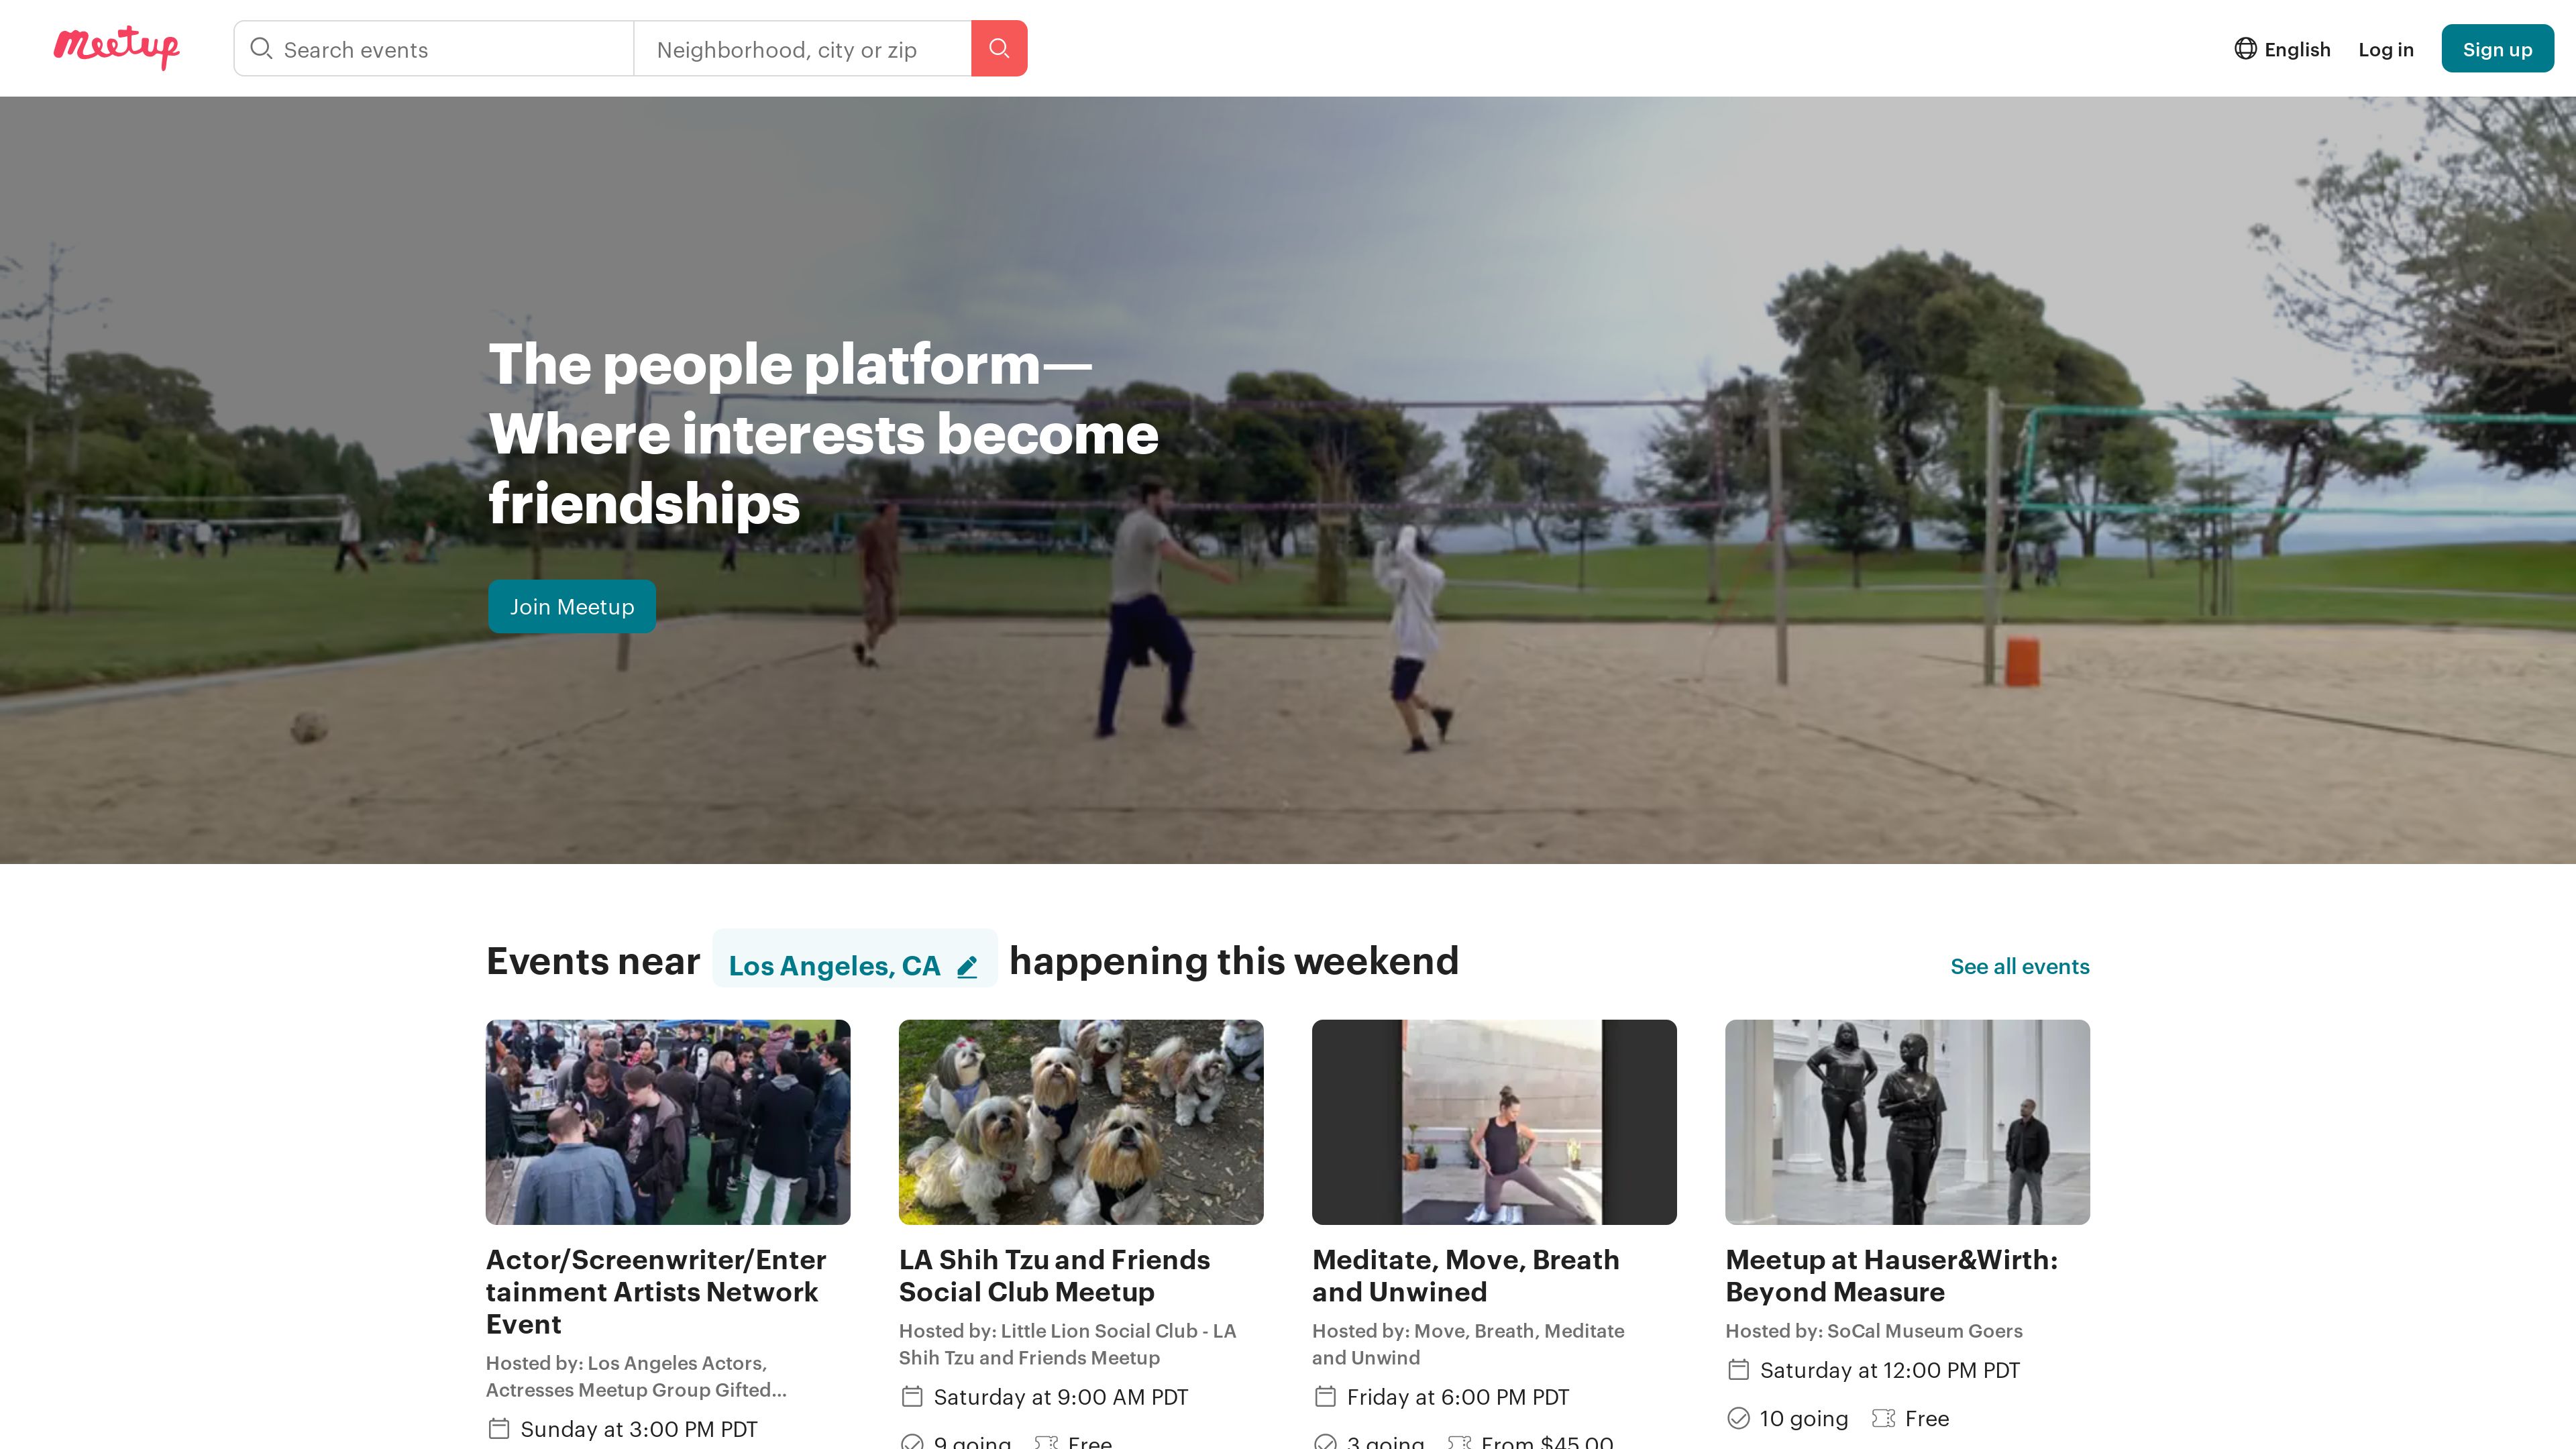 Meetup
Search events
Neighborhood, city or zip
English
Log in
Sign up
The people platform—
Where interests become
friendships
Join Meetup
Events near Los Angeles, CA happening this weekend
See all events
Actor/Screenwriter/Enter
tainment Artists Network
Event
Hosted by: Los Angeles Actors,
Actresses Meetup Group Gifted...
Sunday at 3:00 PM PDT
LA Shih Tzu and Friends
Social Club Meetup
Hosted by: Little Lion Social Club - LA
Shih Tzu and Friends Meetup
Saturday at 9:00 AM PDT
9 going Free
Meditate, Move, Breath
and Unwined
Hosted by: Move, Breath, Meditate
and Unwind
Friday at 6:00 PM PDT
3 going From $45.00
Meetup at Hauser&Wirth:
Beyond Measure
Hosted by: SoCal Museum Goers
Saturday at 12:00 PM PDT
10 going Free